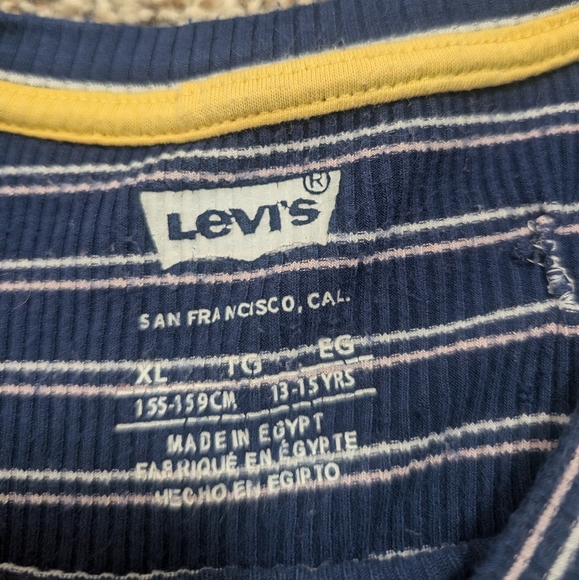 Levi's®
SAN FRANCISCO, CAL.
XL TG EG
155-159CM 13-15 YRS
MADE IN EGYPT
FABRIQUÉ EN ÉGYPTE
HECHO EN EGIPTO